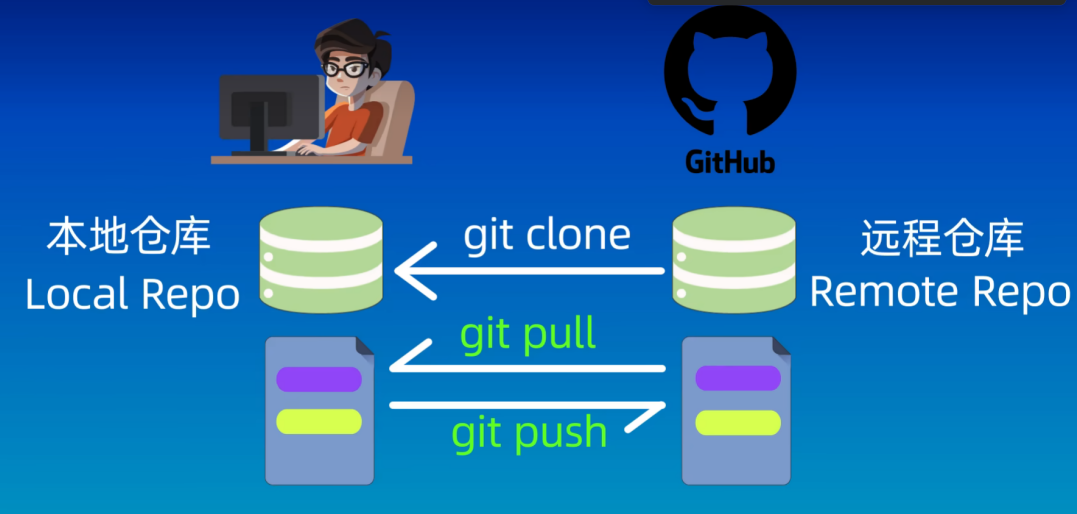 GitHub
本地仓库
Local Repo
git clone
远程仓库
Remote Repo
git pull
git push